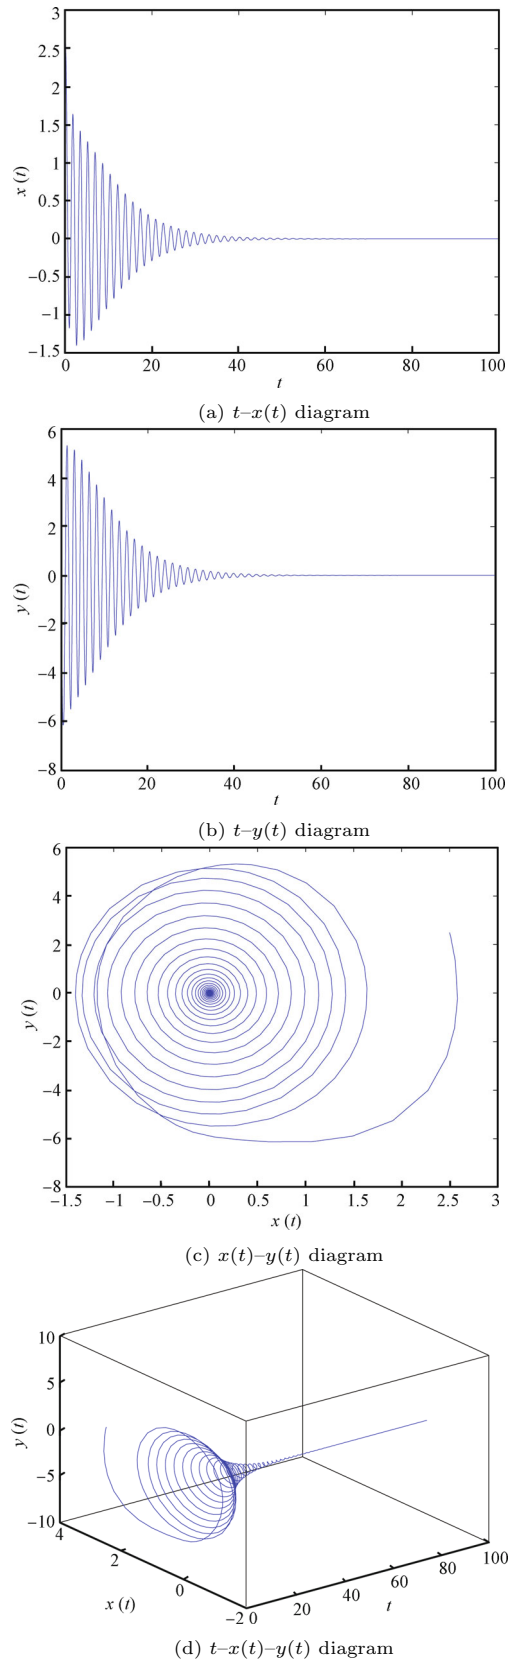 3
2.5
2
1.5
1
0.5
0
−0.5
−1
−1.5
x (t)
0 20 40 60 80 100
t
(a) t–x(t) diagram
6
4
2
0
−2
−4
−6
−8
y (t)
0 20 40 60 80 100
t
(b) t–y(t) diagram
6
4
2
0
−2
−4
−6
−8
y (t)
−1.5 −1 −0.5 0 0.5 1 1.5 2 2.5 3
x (t)
(c) x(t)–y(t) diagram
10
5
0
−5
−10
y (t)
4
2
0
−2
x (t)
0 20 40 60 80 100
t
(d) t–x(t)–y(t) diagram